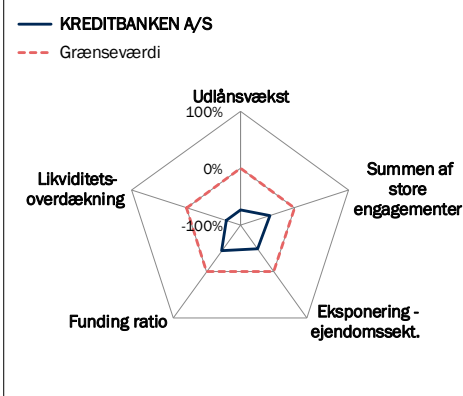 KREDITBANKEN A/S
Grænseværdi
Udlånsvækst
100%
0%
-100%
Summen af
store
engagementer
Eksponering -
ejendomssekt.
Funding ratio
Likviditets-
overdækning